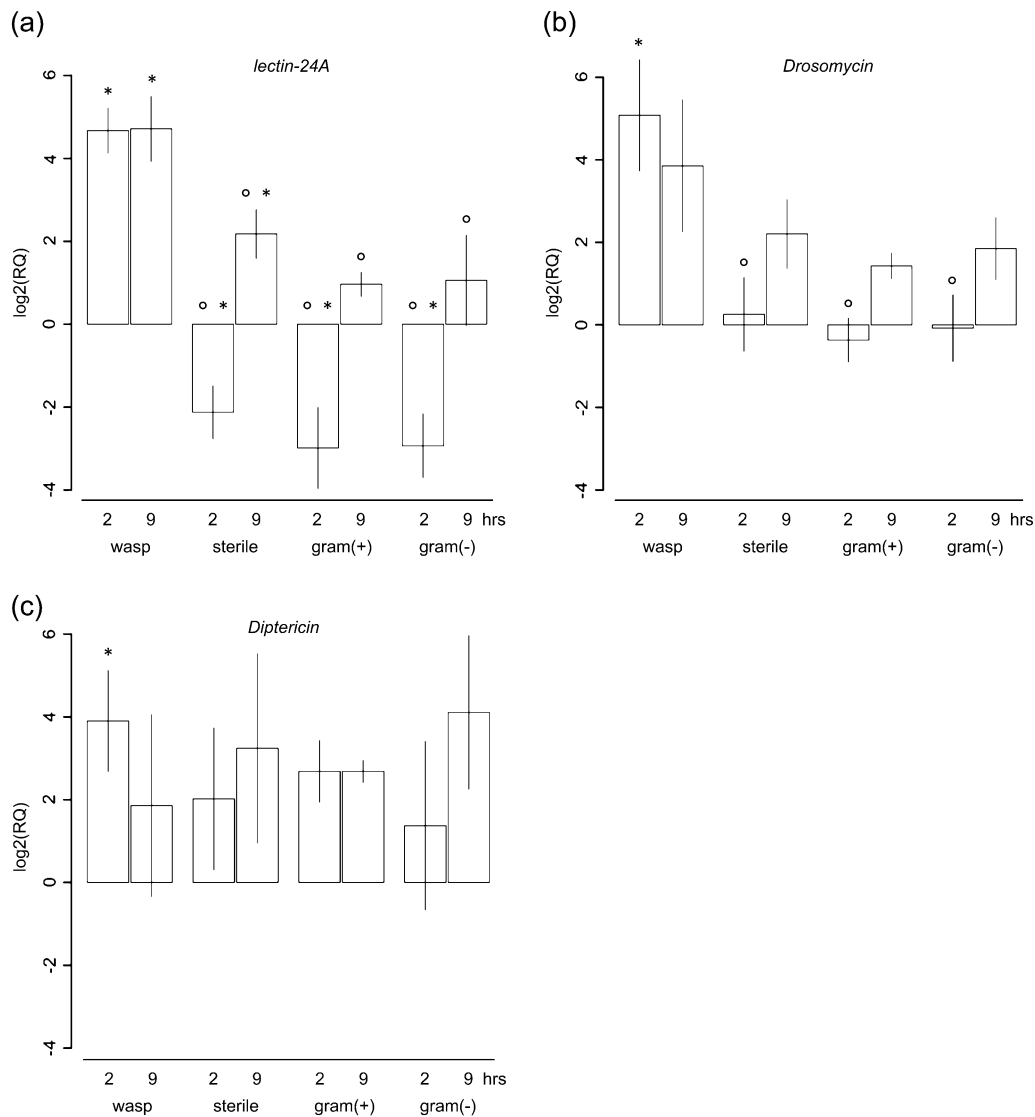 (a)
lectin-24A
log2(RQ)
6
4
2
0
-2
-4
* * ° * ° * ° * ° ° * °
2 9 2 9 2 9 2 9 hrs
wasp sterile gram(+) gram(-)
(b)
Drosomycin
log2(RQ)
6
4
2
0
-2
-4
* ° ° °
2 9 2 9 2 9 2 9 hrs
wasp sterile gram(+) gram(-)
(c)
Diptericin
log2(RQ)
6
4
2
0
-2
-4
*
2 9 2 9 2 9 2 9 hrs
wasp sterile gram(+) gram(-)